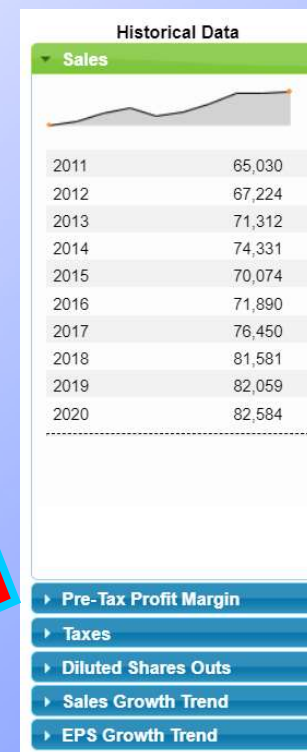 Historical Data
Sales
2011 65,030
2012 67,224
2013 71,312
2014 74,331
2015 70,074
2016 71,890
2017 76,450
2018 81,581
2019 82,059
2020 82,584
Pre-Tax Profit Margin
Taxes
Diluted Shares Outs
Sales Growth Trend
EPS Growth Trend